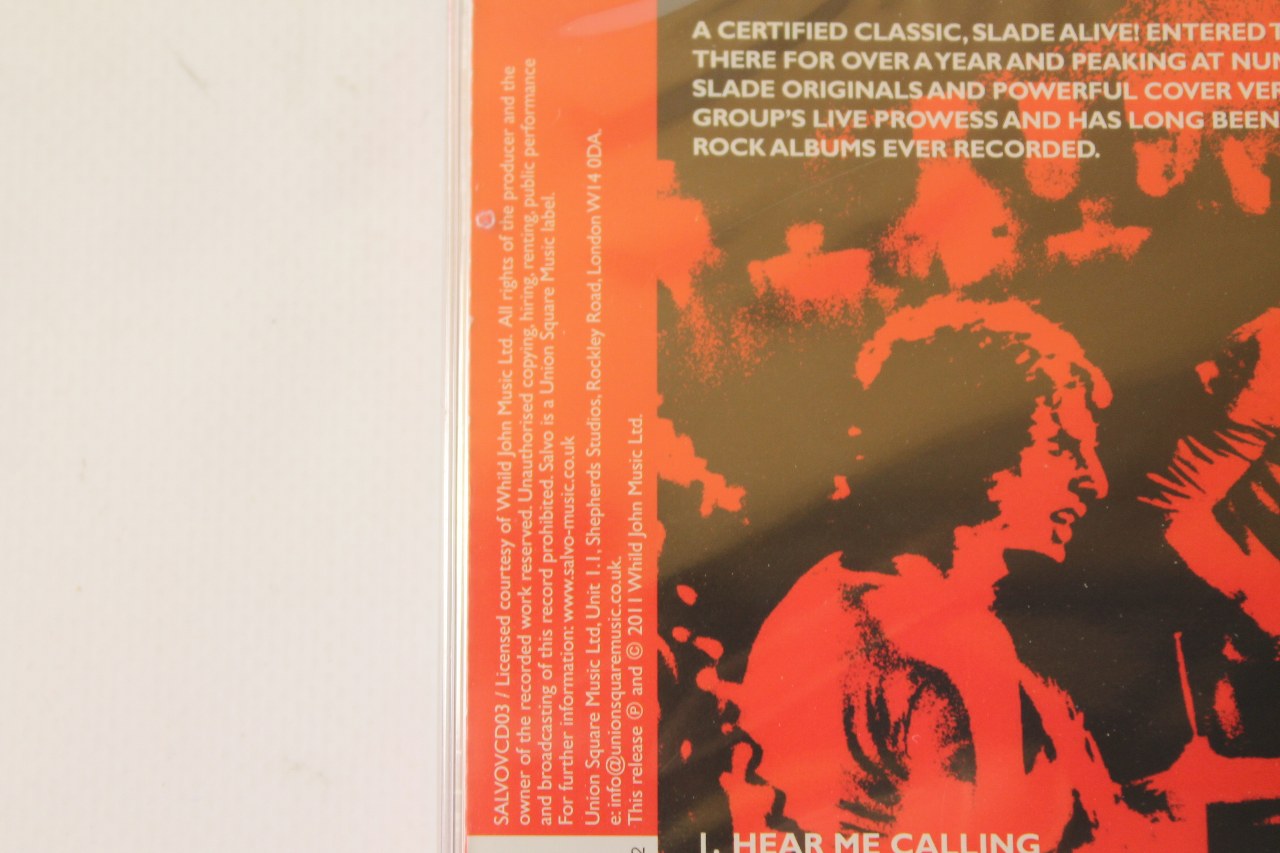 A CERTIFIED CLASSIC, SLADE ALIVE! ENTERED
THERE FOR OVER A YEAR AND PEAKING AT
SLADE ORIGINALS AND POWERFUL COVER
GROUP'S LIVE PROWESS AND HAS LONG BEEN
ROCK ALBUMS EVER RECORDED.
SALVOVCD03 / Licensed courtesy of Whild John Music Ltd. All rights of the producer and the
owner of the recorded work reserved. Unauthorised copying, hiring, renting, public performance
and broadcasting of this record prohibited. Salvo is a Union Square Music label.
For further information: www.salvo-music.co.uk
Union Square Music Ltd, Unit 1.1, Shepherds Studios, Rockley Road, London W14 0DA.
e: info@unionsquaremusic.co.uk.
This release ℗ and © 2011 Whild John Music Ltd.
1. HEAR ME CALLING
2